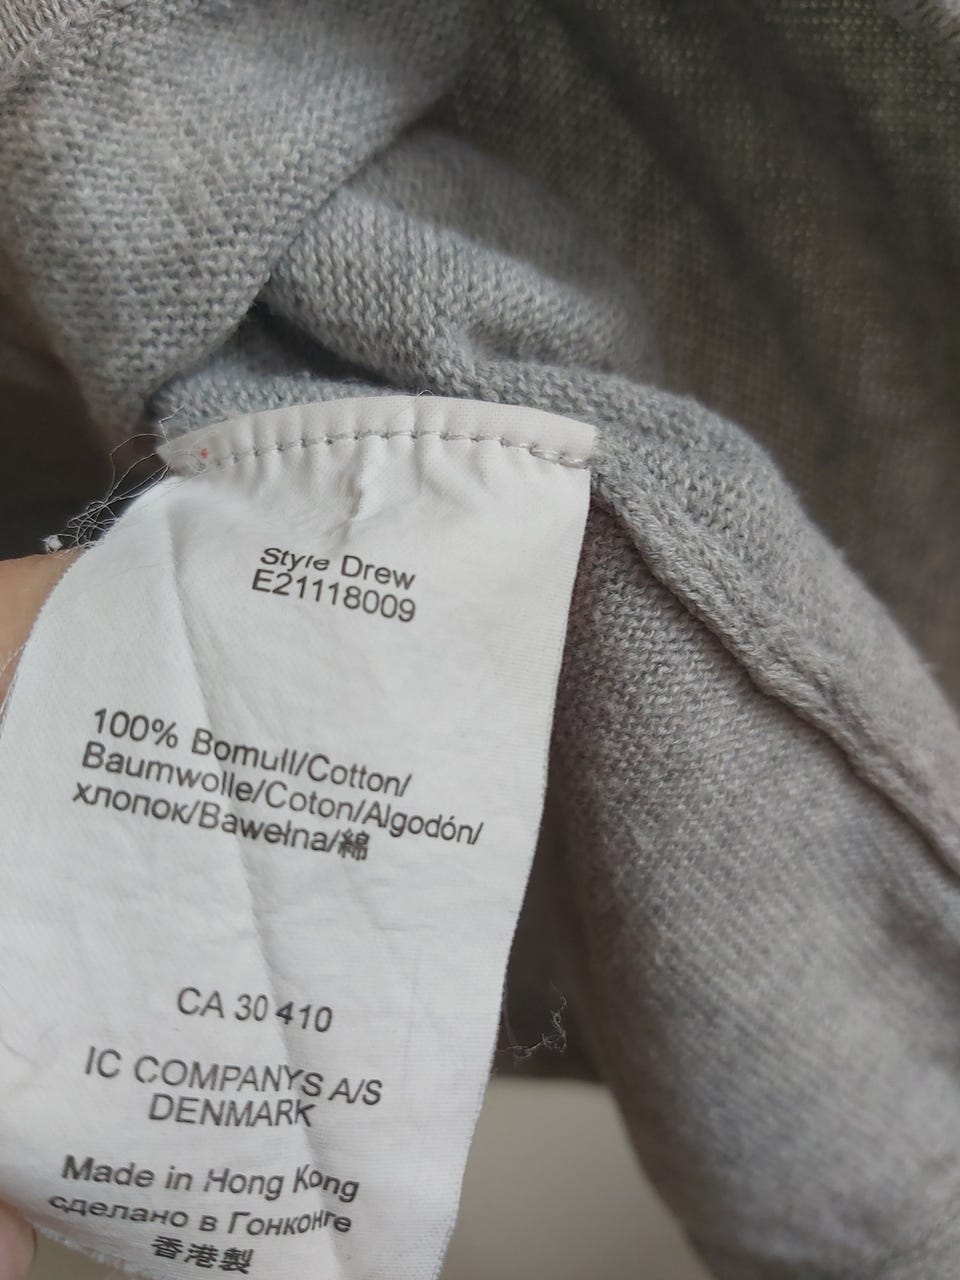 Style Drew
E21118009
100% Bomull/Cotton/
Baumwolle/Coton/Algodón/
хлопок/Bawełna/綿
CA 30 410
IC COMPANYS A/S
DENMARK
Made in Hong Kong
сделано в Гонконге
香港製